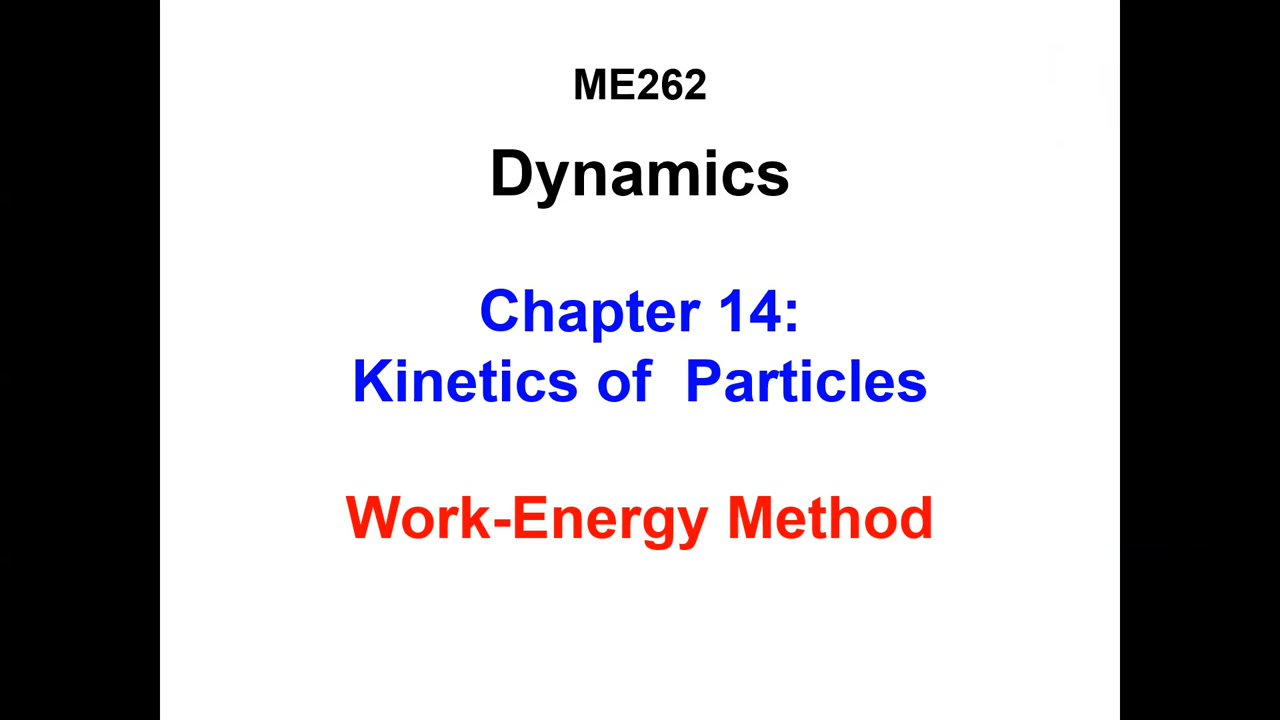 ME262
Dynamics
Chapter 14:
Kinetics of  Particles
Work-Energy Method